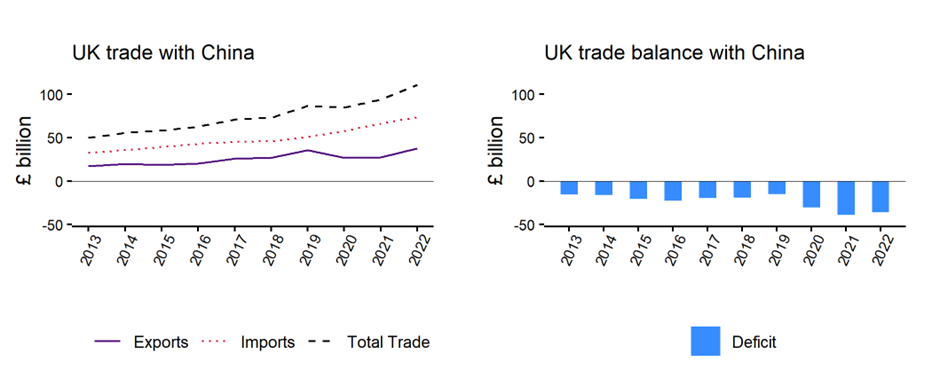 UK trade with China
£ billion
100
50
0
-50
2013 2014 2015 2016 2017 2018 2019 2020 2021 2022
Exports Imports Total Trade
UK trade balance with China
£ billion
100
50
0
-50
2013 2014 2015 2016 2017 2018 2019 2020 2021 2022
Deficit